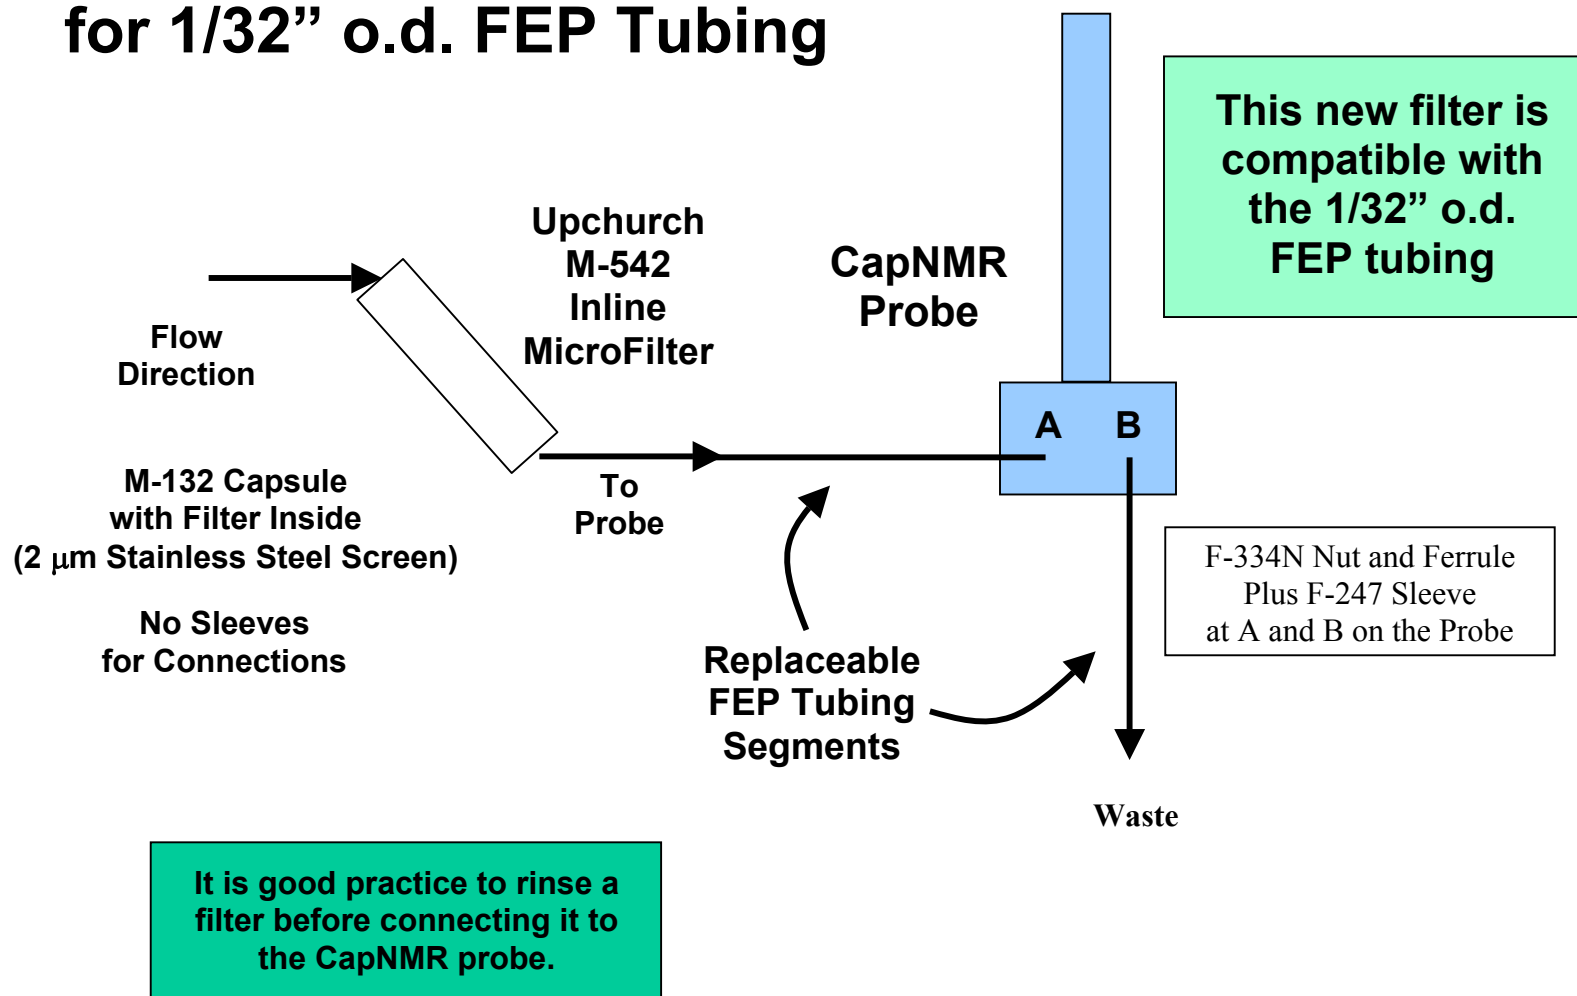 for 1/32” o.d. FEP Tubing
This new filter is
compatible with
the 1/32” o.d.
FEP tubing
Upchurch
M-542
Inline
MicroFilter
CapNMR
Probe
Flow
Direction
A B
M-132 Capsule
with Filter Inside
(2 μm Stainless Steel Screen)
No Sleeves
for Connections
To
Probe
F-334N Nut and Ferrule
Plus F-247 Sleeve
at A and B on the Probe
Replaceable
FEP Tubing
Segments
Waste
It is good practice to rinse a
filter before connecting it to
the CapNMR probe.